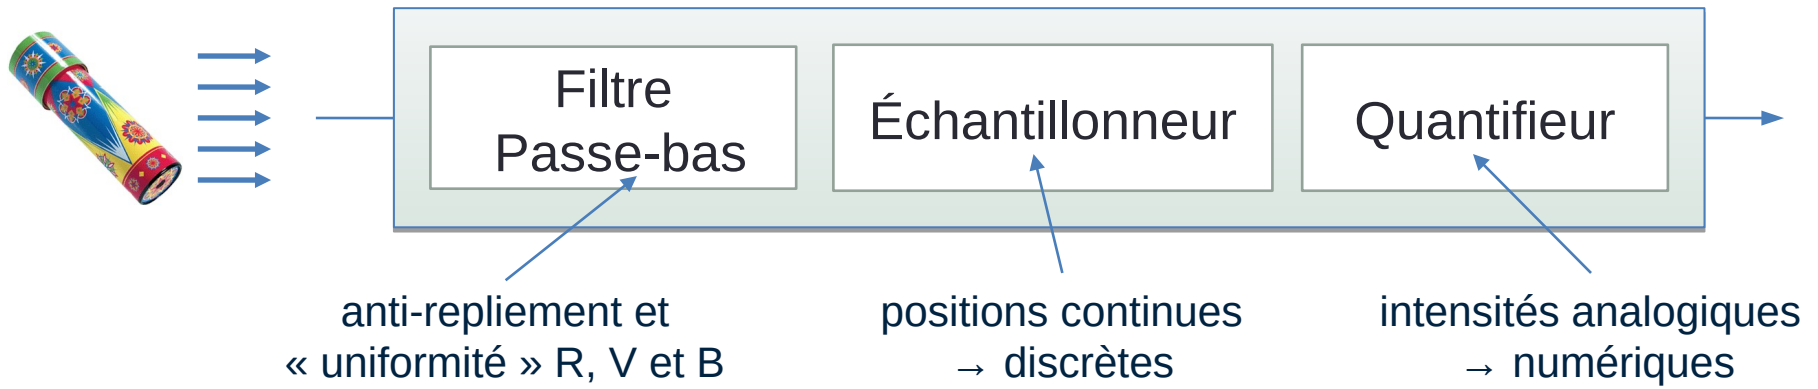 Filtre
Passe-bas
Échantillonneur
Quantifieur
anti-repliement et
« uniformité » R, V et B
positions continues
→ discrètes
intensités analogiques
→ numériques